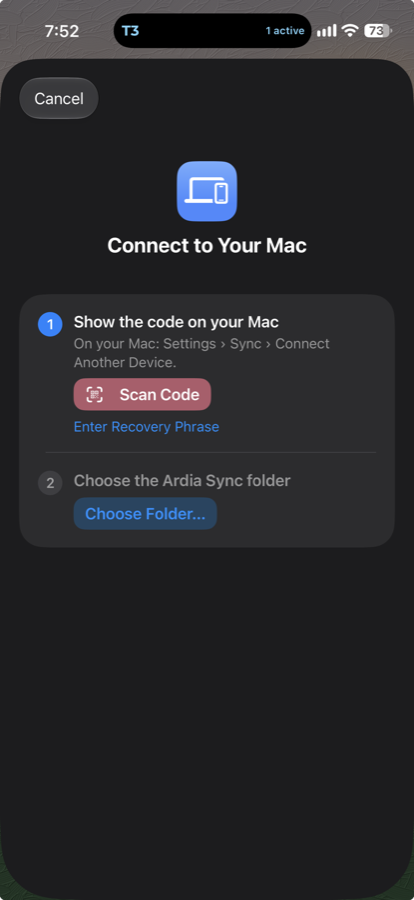 7:52
T3
1 active
73
Cancel
Connect to Your Mac
1
Show the code on your Mac
On your Mac: Settings › Sync › Connect
Another Device.
Scan Code
Enter Recovery Phrase
2
Choose the Ardia Sync folder
Choose Folder...